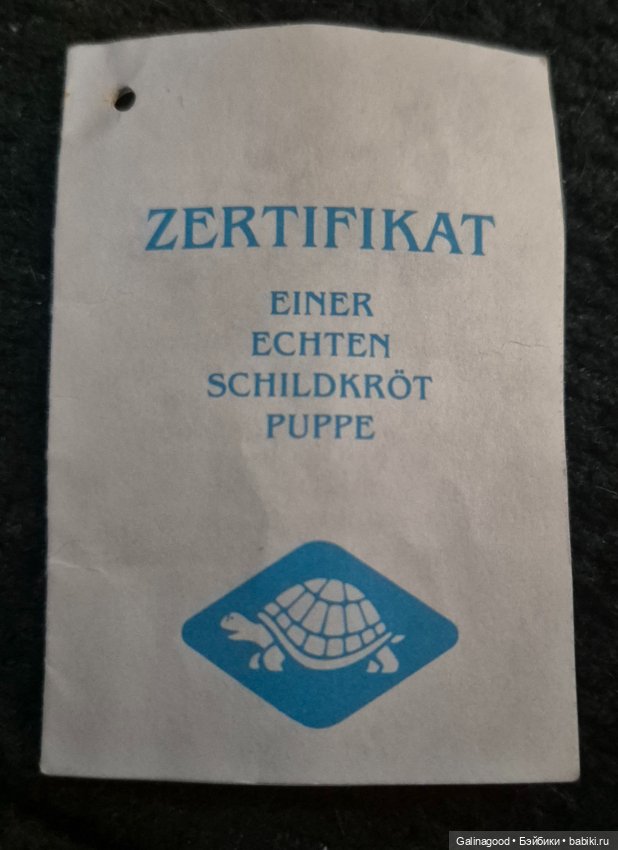 ZERTIFIKAT
EINER
ECHTEN
SCHILDKRÖT
PUPPE
Galinagood • Бэйбики • babiki.ru